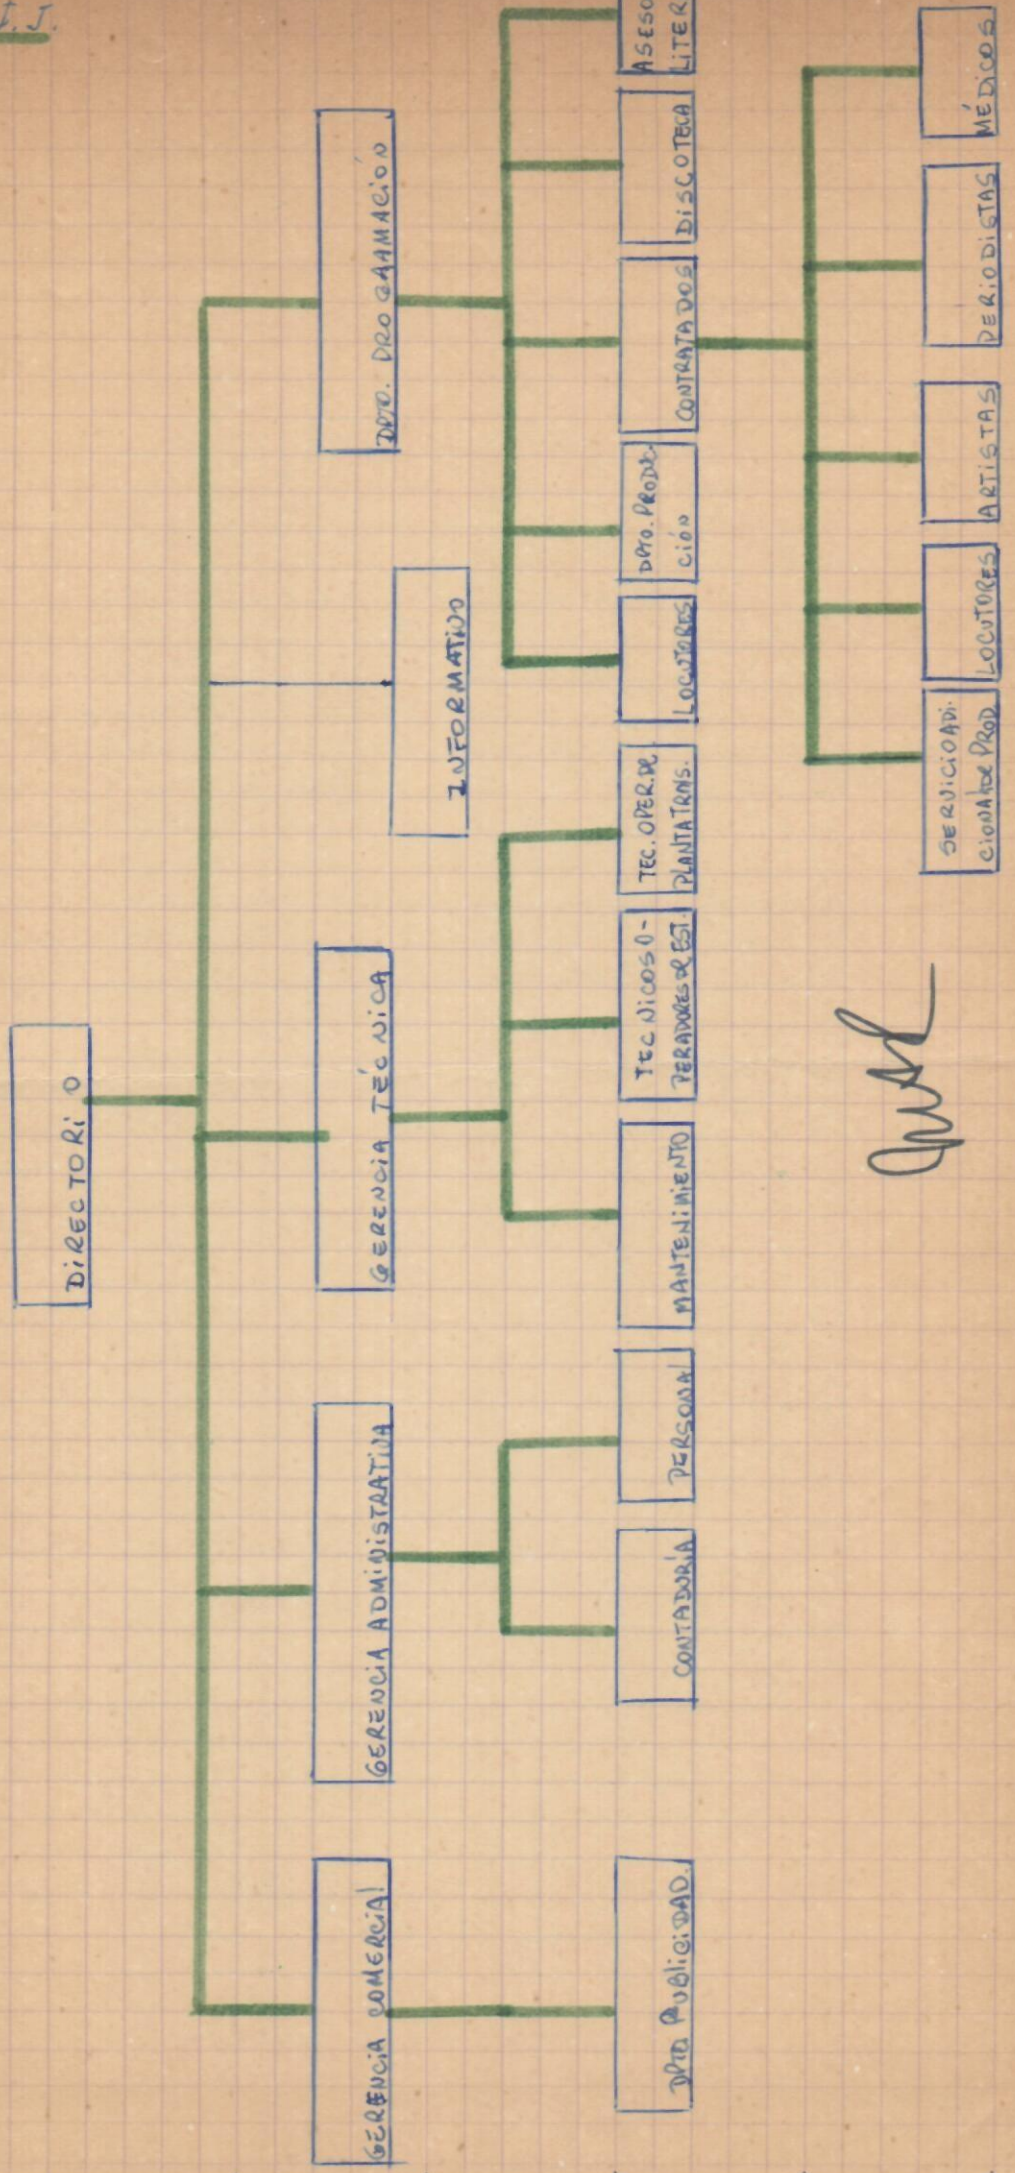 I. J.
DIRECTORIO
GERENCIA COMERCIAL
GERENCIA ADMINISTRATIVA
GERENCIA TÉCNICA
INFORMATIVO
DPTO. PROGRAMACIÓN
DPTO PUBLICIDAD.
CONTADURÍA
PERSONAL
MANTENIMIENTO
TECNICOS O-
PERADORES DE EST.
TEC. OPER. DE
PLANTA TRNS.
LOCUTORES
DPTO. PRODUC-
CIÓN
CONTRATADOS
DISCOTECA
ASESO
LITER
SERVICIO ADI-
CIONAL DE PROD.
LOCUTORES
ARTISTAS
PERIODISTAS
MÉDICOS